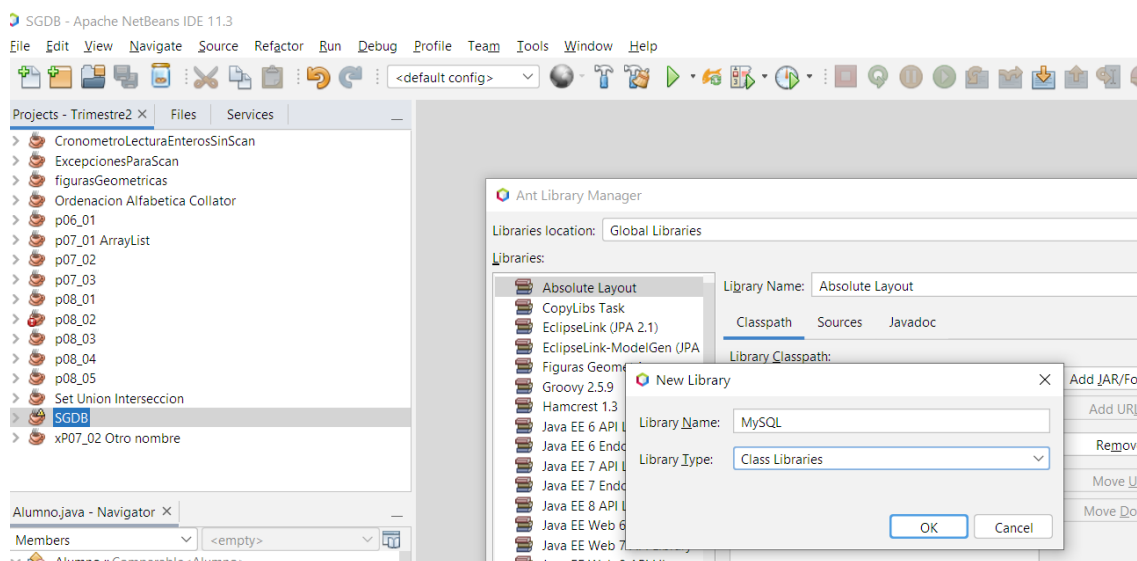 SGDB - Apache NetBeans IDE 11.3
File Edit View Navigate Source Refactor Run Debug Profile Team Tools Window Help
<default config>
Projects - Trimestre2 Files Services
CronometroLecturaEnterosSinScan
ExcepcionesParaScan
figurasGeometricas
Ordenacion Alfabetica Collator
p06_01
p07_01 ArrayList
p07_02
p07_03
p08_01
p08_02
p08_03
p08_04
p08_05
Set Union Interseccion
SGDB
xP07_02 Otro nombre
Alumno.java - Navigator
Members <empty>
Ant Library Manager
Libraries location: Global Libraries
Libraries:
Absolute Layout
CopyLibs Task
EclipseLink (JPA 2.1)
EclipseLink-ModelGen (JPA
Figuras Geome
Groovy 2.5.9
Hamcrest 1.3
Java EE 6 API L
Java EE 6 Endo
Java EE 7 API L
Java EE 7 Endo
Java EE 8 API L
Java EE Web 6
Java EE Web 7
Library Name: Absolute Layout
Classpath Sources Javadoc
Library Classpath:
Add JAR/Fo
Add URL
Remov
Move U
Move Do
New Library
Library Name: MySQL
Library Type: Class Libraries
OK Cancel